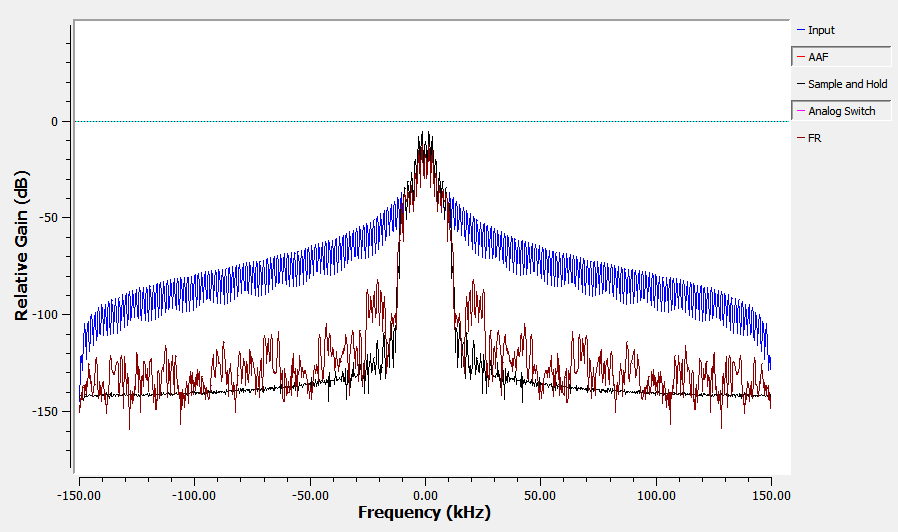 Input
AAF
Sample and Hold
Analog Switch
FR
Relative Gain (dB)
0
-50
-100
-150
-150.00 -100.00 -50.00 0.00 50.00 100.00 150.00
Frequency (kHz)